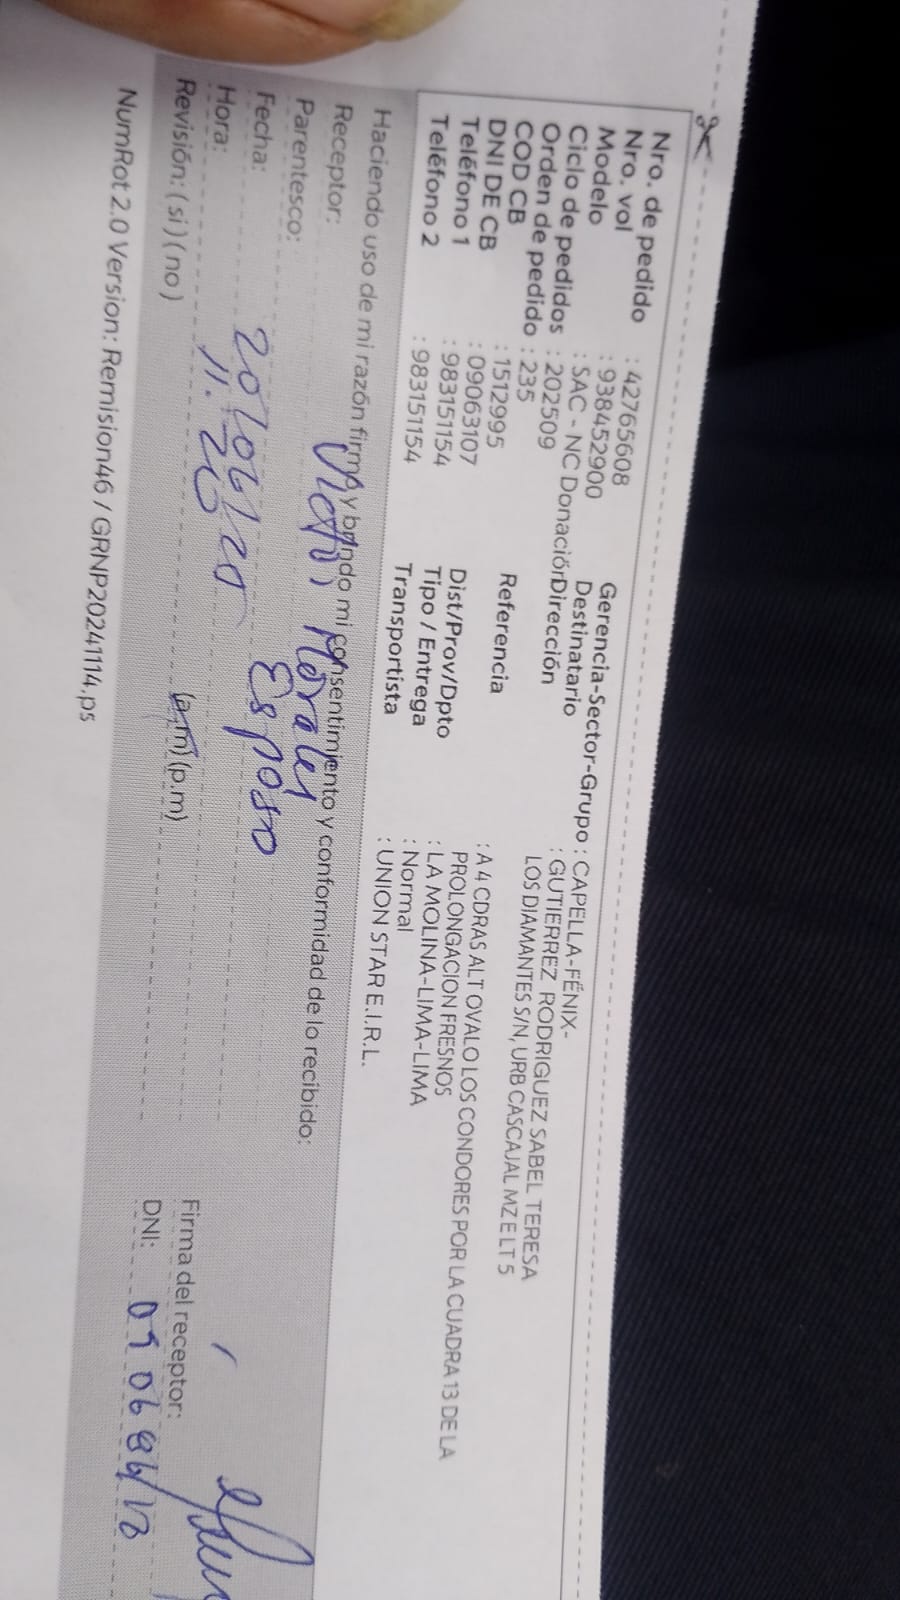 Nro. de pedido : 42765608
Nro. vol : 938452900
Modelo : SAC - NC Donación
Ciclo de pedidos : 202509
Orden de pedido : 235
COD CB : 1512995
DNI DE CB : 09063107
Teléfono 1 : 983151154
Teléfono 2 : 983151154
Gerencia-Sector-Grupo : CAPELLA-FÉNIX-
Destinatario : GUTIERREZ RODRIGUEZ SABEL TERESA
Dirección LOS DIAMANTES S/N, URB CASCAJAL MZ E LT 5
Referencia : A 4 CDRAS ALT OVALO LOS CONDORES POR LA CUADRA 13 DE LA
PROLONGACION FRESNOS
Dist/Prov/Dpto : LA MOLINA-LIMA-LIMA
Tipo / Entrega : Normal
Transportista : UNION STAR E.I.R.L.
Haciendo uso de mi razón firmo y brindo mi consentimiento y conformidad de lo recibido:
Receptor: Morales
Parentesco: Esposo
Fecha:
Hora: 11:20 (a.m) (p.m)
Revisión: (si) (no)
Firma del receptor:
DNI:
NumRot 2.0 Version: Remision46 / GRNP20241114.ps